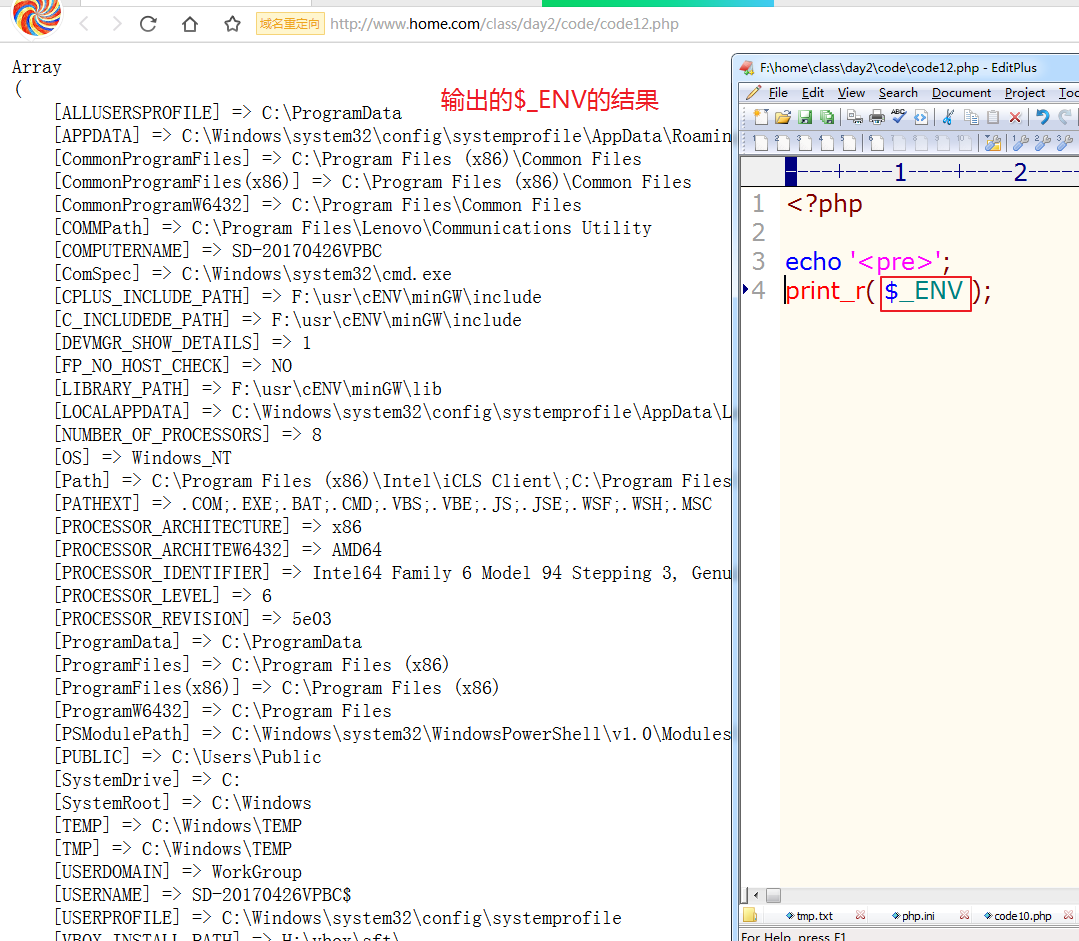 域名重定向 http://www.home.com/class/day2/code/code12.php
Array
(
[ALLUSERSPROFILE] => C:\ProgramData
[APPDATA] => C:\Windows\system32\config\systemprofile\AppData\Roamin
[CommonProgramFiles] => C:\Program Files (x86)\Common Files
[CommonProgramFiles(x86)] => C:\Program Files (x86)\Common Files
[CommonProgramW6432] => C:\Program Files\Common Files
[COMMPath] => C:\Program Files\Lenovo\Communications Utility
[COMPUTERNAME] => SD-20170426VPBC
[ComSpec] => C:\Windows\system32\cmd.exe
[CPLUS_INCLUDE_PATH] => F:\usr\cENV\minGW\include
[C_INCLUDEDE_PATH] => F:\usr\cENV\minGW\include
[DEVMGR_SHOW_DETAILS] => 1
[FP_NO_HOST_CHECK] => NO
[LIBRARY_PATH] => F:\usr\cENV\minGW\lib
[LOCALAPPDATA] => C:\Windows\system32\config\systemprofile\AppData\L
[NUMBER_OF_PROCESSORS] => 8
[OS] => Windows_NT
[Path] => C:\Program Files (x86)\Intel\iCLS Client\;C:\Program Files
[PATHEXT] => .COM;.EXE;.BAT;.CMD;.VBS;.VBE;.JS;.JSE;.WSF;.WSH;.MSC
[PROCESSOR_ARCHITECTURE] => x86
[PROCESSOR_ARCHITEW6432] => AMD64
[PROCESSOR_IDENTIFIER] => Intel64 Family 6 Model 94 Stepping 3, Genu
[PROCESSOR_LEVEL] => 6
[PROCESSOR_REVISION] => 5e03
[ProgramData] => C:\ProgramData
[ProgramFiles] => C:\Program Files (x86)
[ProgramFiles(x86)] => C:\Program Files (x86)
[ProgramW6432] => C:\Program Files
[PSModulePath] => C:\Windows\system32\WindowsPowerShell\v1.0\Modules
[PUBLIC] => C:\Users\Public
[SystemDrive] => C:
[SystemRoot] => C:\Windows
[TEMP] => C:\Windows\TEMP
[TMP] => C:\Windows\TEMP
[USERDOMAIN] => WorkGroup
[USERNAME] => SD-20170426VPBC$
[USERPROFILE] => C:\Windows\system32\config\systemprofile
[VBOX_INSTALL_PATH] => H:\vbox\sft\
输出的$_ENV的结果
F:\home\class\day2\code\code12.php - EditPlus
File Edit View Search Document Project Too
----+----1----+----2----
1 <?php
2
3 echo '<pre>';
4 print_r( $_ENV );
tmp.txt php.ini code10.php
For Help, press F1